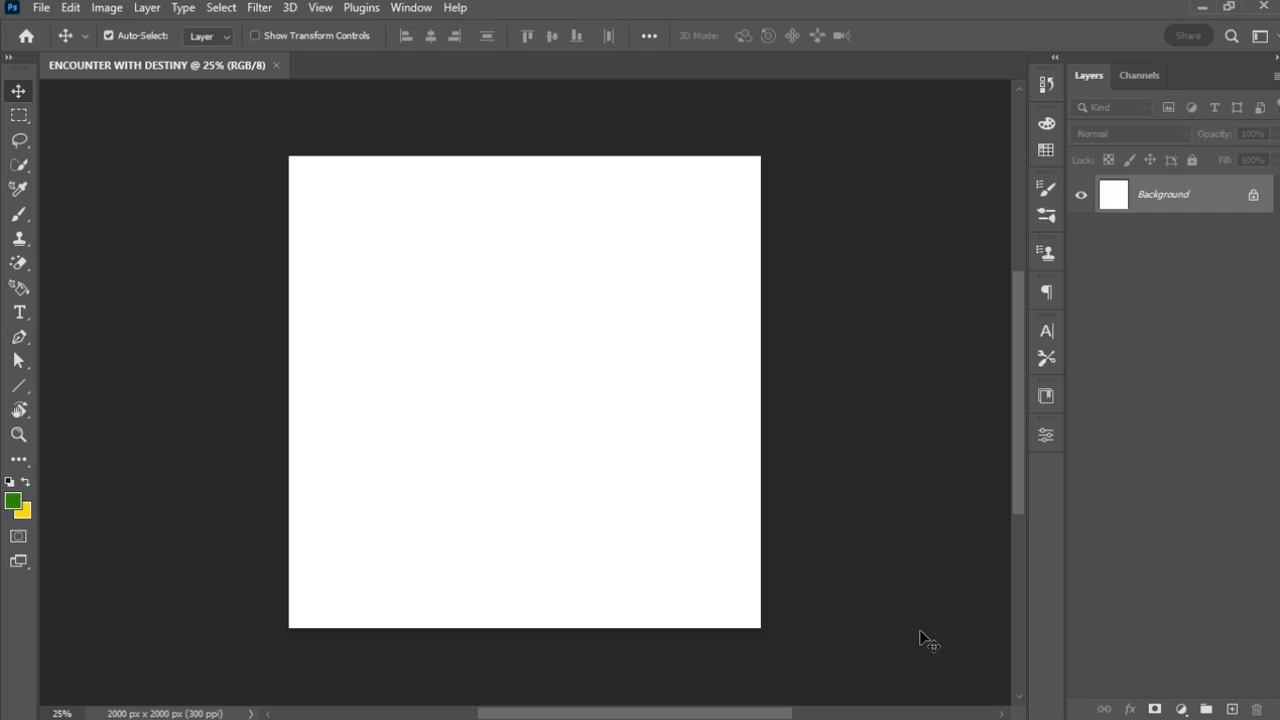 Ps File Edit Image Layer Type Select Filter 3D View Plugins Window Help
Auto-Select: Layer Show Transform Controls 3D Mode: Share
ENCOUNTER WITH DESTINY @ 25% (RGB/8)
Layers Channels
Kind
Normal Opacity: 100%
Lock: Fill: 100%
Background
25% 2000 px x 2000 px (300 ppi)